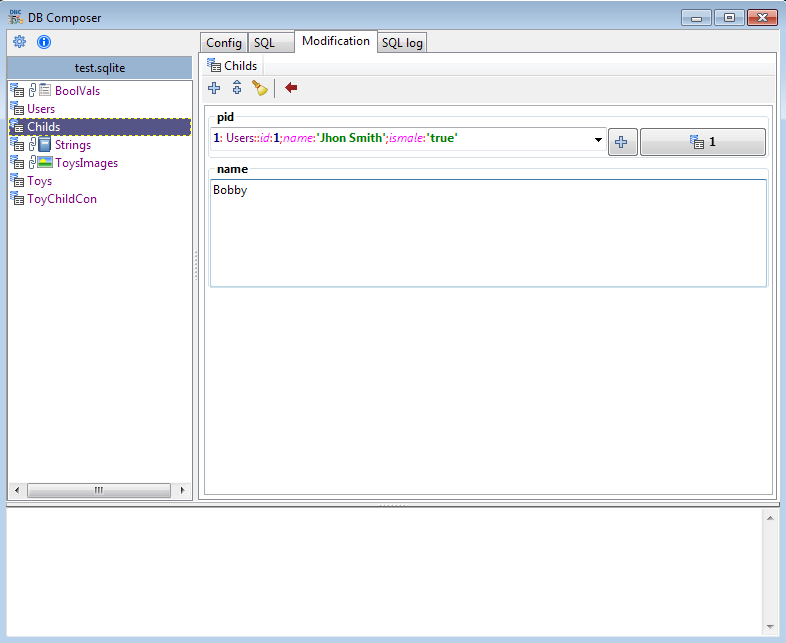 DB Composer
test.sqlite
BoolVals
Users
Childs
Strings
ToysImages
Toys
ToyChildCon
Config SQL Modification SQL log
Childs
pid
1: Users::id:1;name:'Jhon Smith';ismale:'true'
1
name
Bobby